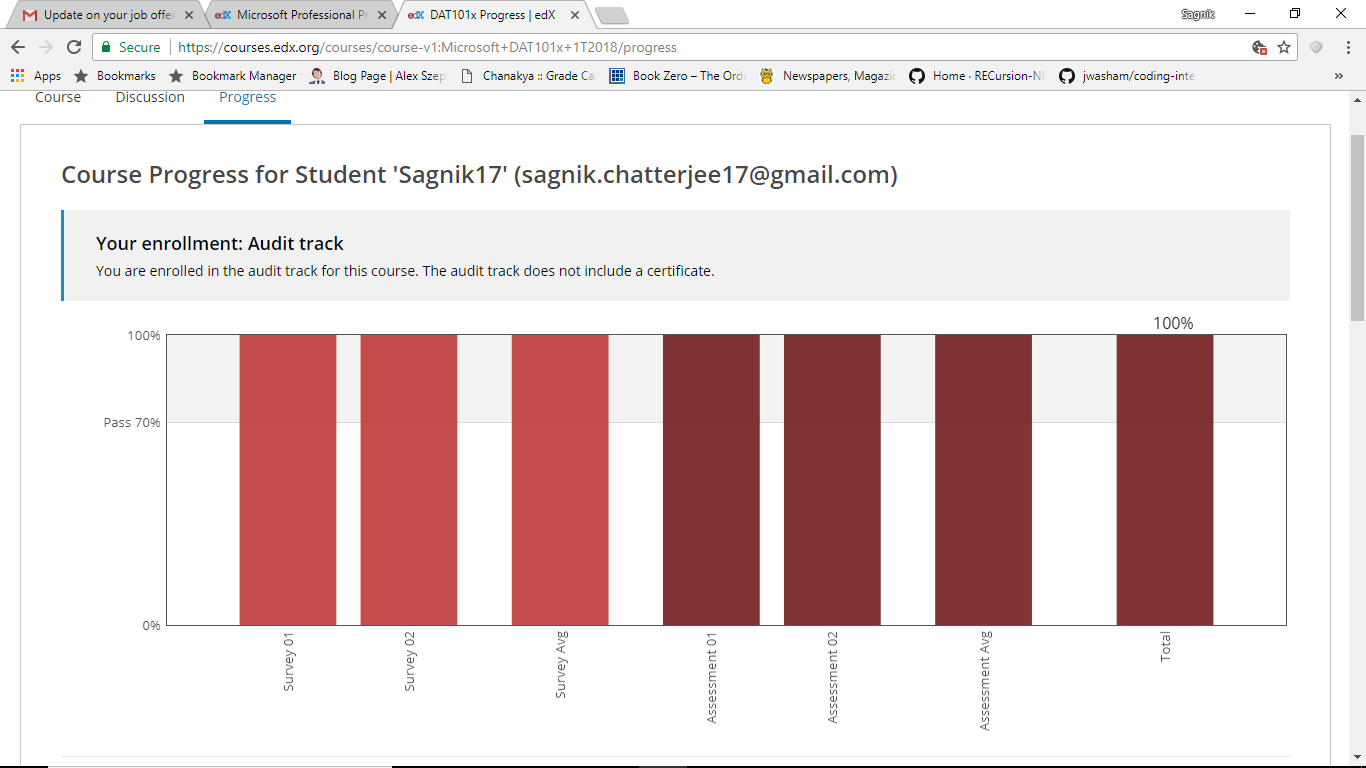 Update on your job offer
edX Microsoft Professional Pr
edX DAT101x Progress | edX
Sagnik
Secure
https://courses.edx.org/courses/course-v1:Microsoft+DAT101x+1T2018/progress
Apps
Bookmarks
Bookmark Manager
Blog Page | Alex Szep
Chanakya :: Grade Ca
Book Zero – The Orde
Newspapers, Magazin
Home · RECursion-NI
jwasham/coding-inte
»
Course
Discussion
Progress
Course Progress for Student 'Sagnik17' (sagnik.chatterjee17@gmail.com)
Your enrollment: Audit track
You are enrolled in the audit track for this course. The audit track does not include a certificate.
100%
100%
Pass 70%
0%
Survey 01
Survey 02
Survey Avg
Assessment 01
Assessment 02
Assessment Avg
Total